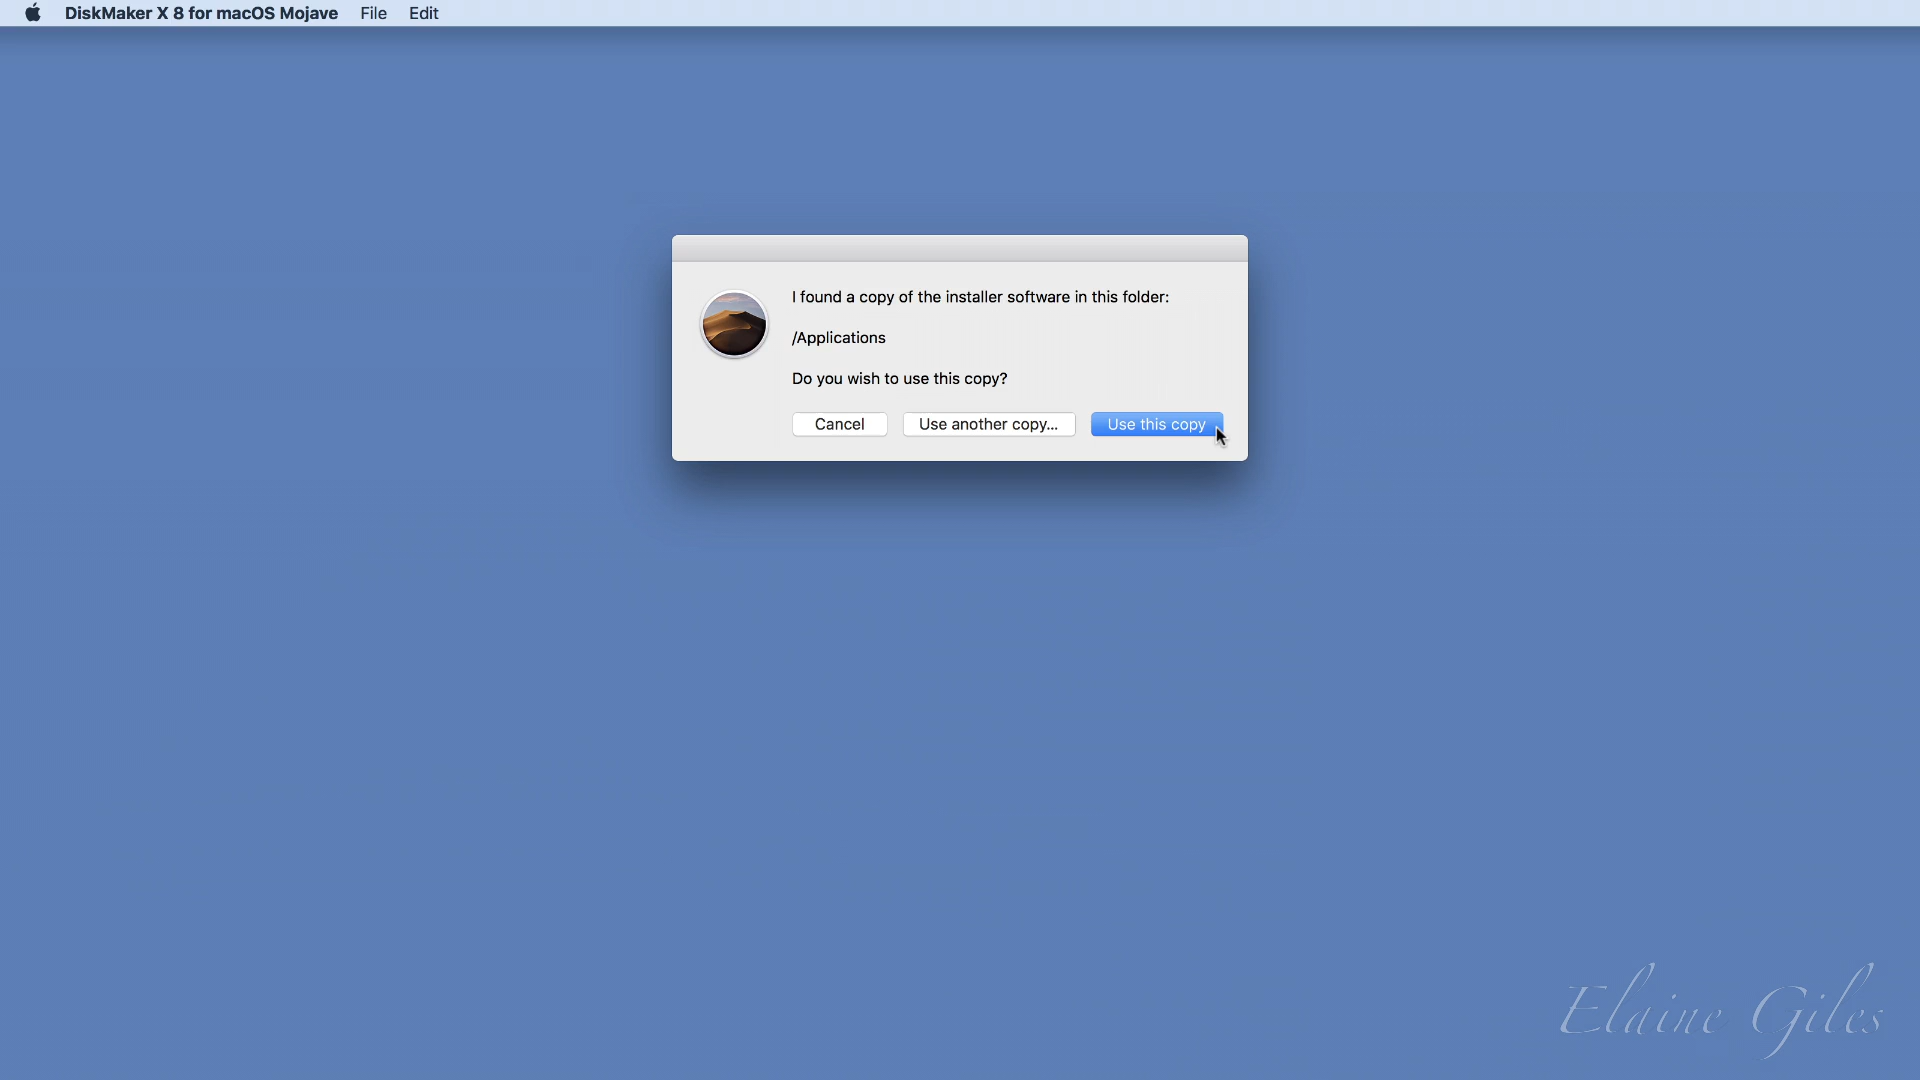 DiskMaker X 8 for macOS Mojave File Edit
I found a copy of the installer software in this folder:
/Applications
Do you wish to use this copy?
Cancel Use another copy... Use this copy
Elaine Giles